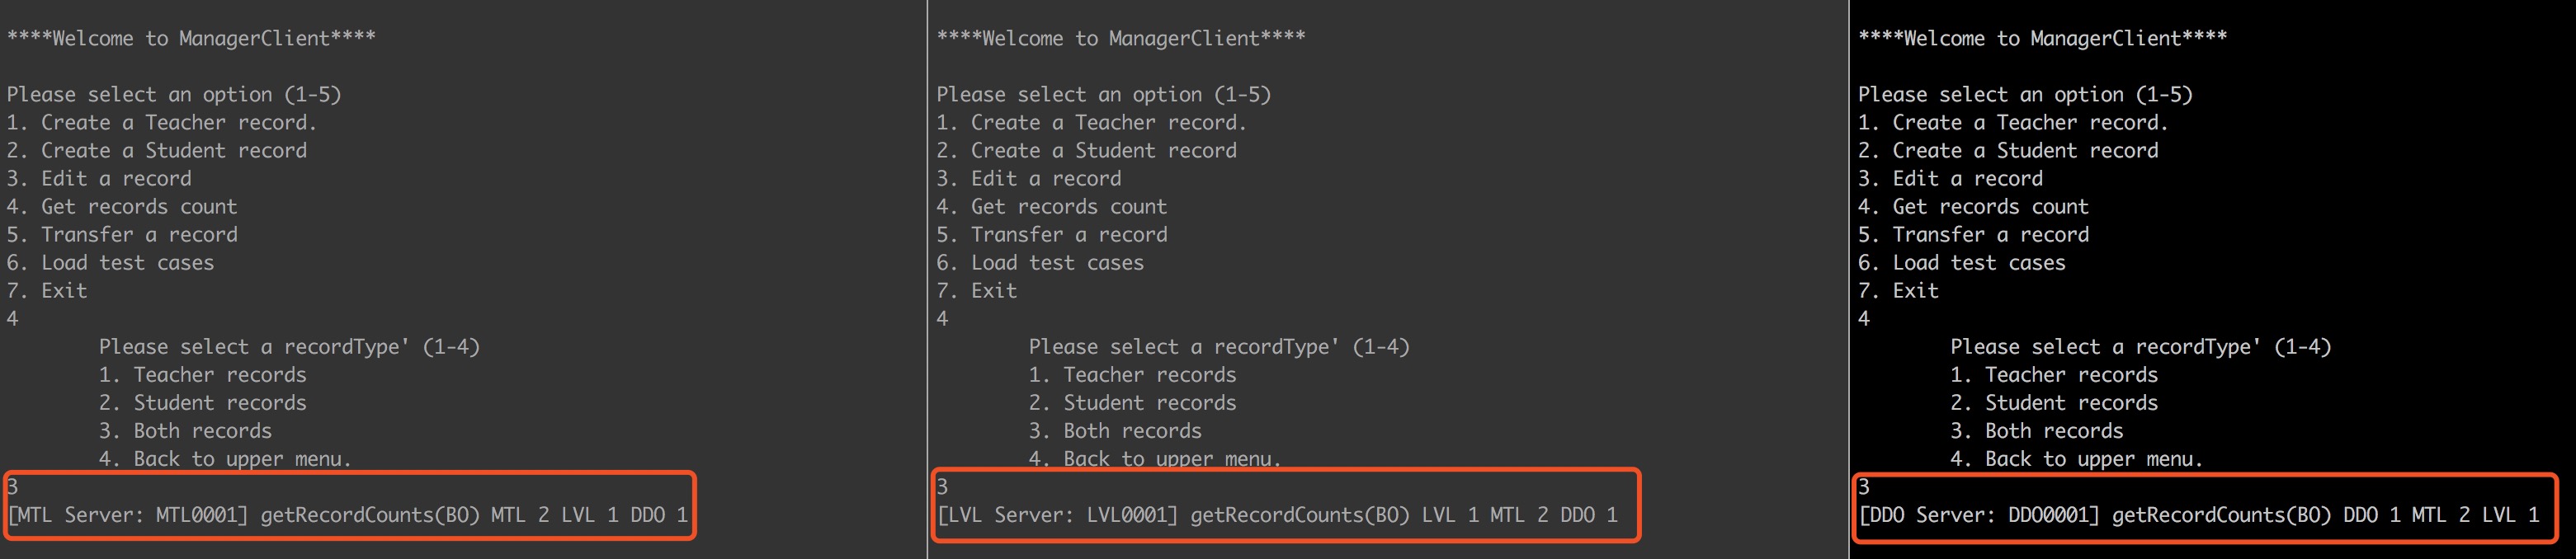 ****Welcome to ManagerClient****
Please select an option (1-5)
1. Create a Teacher record.
2. Create a Student record
3. Edit a record
4. Get records count
5. Transfer a record
6. Load test cases
7. Exit
4
Please select a recordType' (1-4)
1. Teacher records
2. Student records
3. Both records
4. Back to upper menu.
3
[MTL Server: MTL0001] getRecordCounts(BO) MTL 2 LVL 1 DDO 1
****Welcome to ManagerClient****
Please select an option (1-5)
1. Create a Teacher record.
2. Create a Student record
3. Edit a record
4. Get records count
5. Transfer a record
6. Load test cases
7. Exit
4
Please select a recordType' (1-4)
1. Teacher records
2. Student records
3. Both records
4. Back to upper menu.
3
[LVL Server: LVL0001] getRecordCounts(BO) LVL 1 MTL 2 DDO 1
****Welcome to ManagerClient****
Please select an option (1-5)
1. Create a Teacher record.
2. Create a Student record
3. Edit a record
4. Get records count
5. Transfer a record
6. Load test cases
7. Exit
4
Please select a recordType' (1-4)
1. Teacher records
2. Student records
3. Both records
4. Back to upper menu.
3
[DDO Server: DDO0001] getRecordCounts(BO) DDO 1 MTL 2 LVL 1